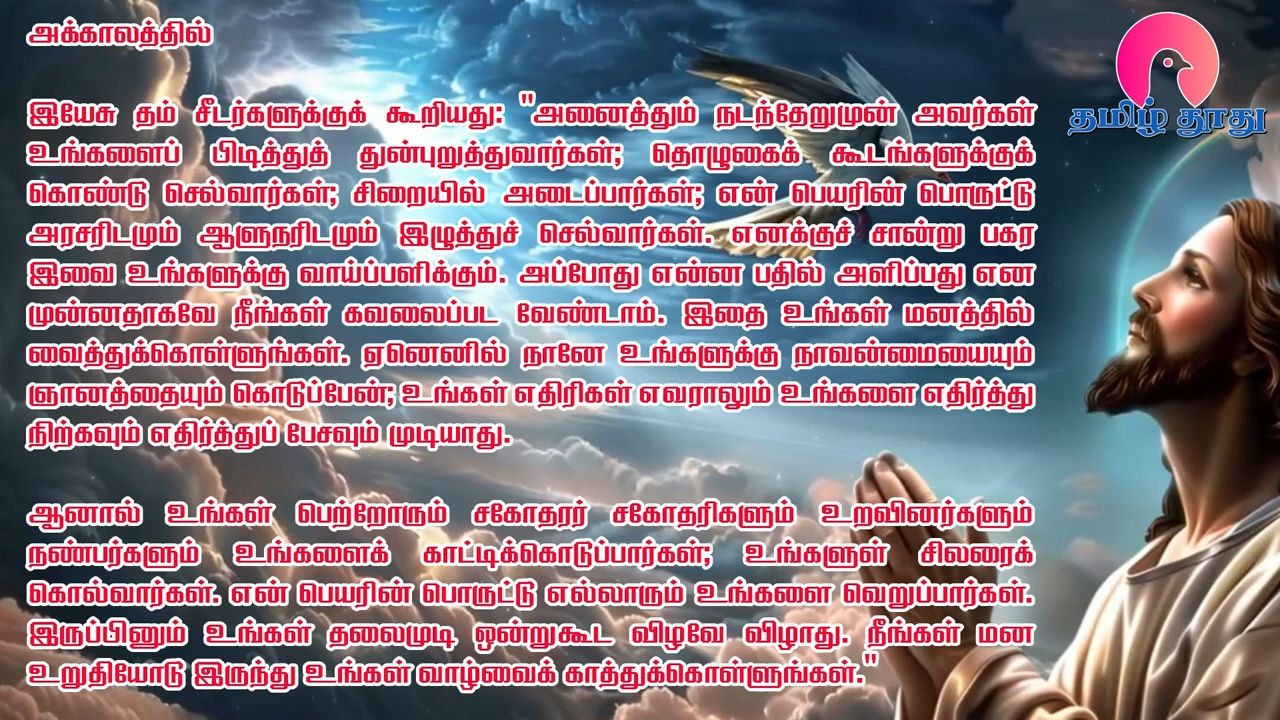 அக்காலத்தில்
தமிழ் தூது
இயேசு தம் சீடர்களுக்குக் கூறியது: "அனைத்தும் நடந்தேறுமுன் அவர்கள்
உங்களைப் பிடித்துத் துன்புறுத்துவார்கள்; தொழுகைக் கூடங்களுக்குக்
கொண்டு செல்வார்கள்; சிறையில் அடைப்பார்கள்; என் பெயரின் பொருட்டு
அரசரிடமும் ஆளுநரிடமும் இழுத்துச் செல்வார்கள். எனக்குச் சான்று பகர
இவை உங்களுக்கு வாய்ப்பளிக்கும். அப்போது என்ன பதில் அளிப்பது என
முன்னதாகவே நீங்கள் கவலைப்பட வேண்டாம். இதை உங்கள் மனத்தில்
வைத்துக்கொள்ளுங்கள். ஏனெனில் நானே உங்களுக்கு நாவன்மையையும்
ஞானத்தையும் கொடுப்பேன்; உங்கள் எதிரிகள் எவராலும் உங்களை எதிர்த்து
நிற்கவும் எதிர்த்துப் பேசவும் முடியாது.
ஆனால் உங்கள் பெற்றோரும் சகோதரர் சகோதரிகளும் உறவினர்களும்
நண்பர்களும் உங்களைக் காட்டிக்கொடுப்பார்கள்; உங்களுள் சிலரைக்
கொல்வார்கள். என் பெயரின் பொருட்டு எல்லாரும் உங்களை வெறுப்பார்கள்.
இருப்பினும் உங்கள் தலைமுடி ஒன்றுகூட விழவே விழாது. நீங்கள் மன
உறுதியோடு இருந்து உங்கள் வாழ்வைக் காத்துக்கொள்ளுங்கள்."